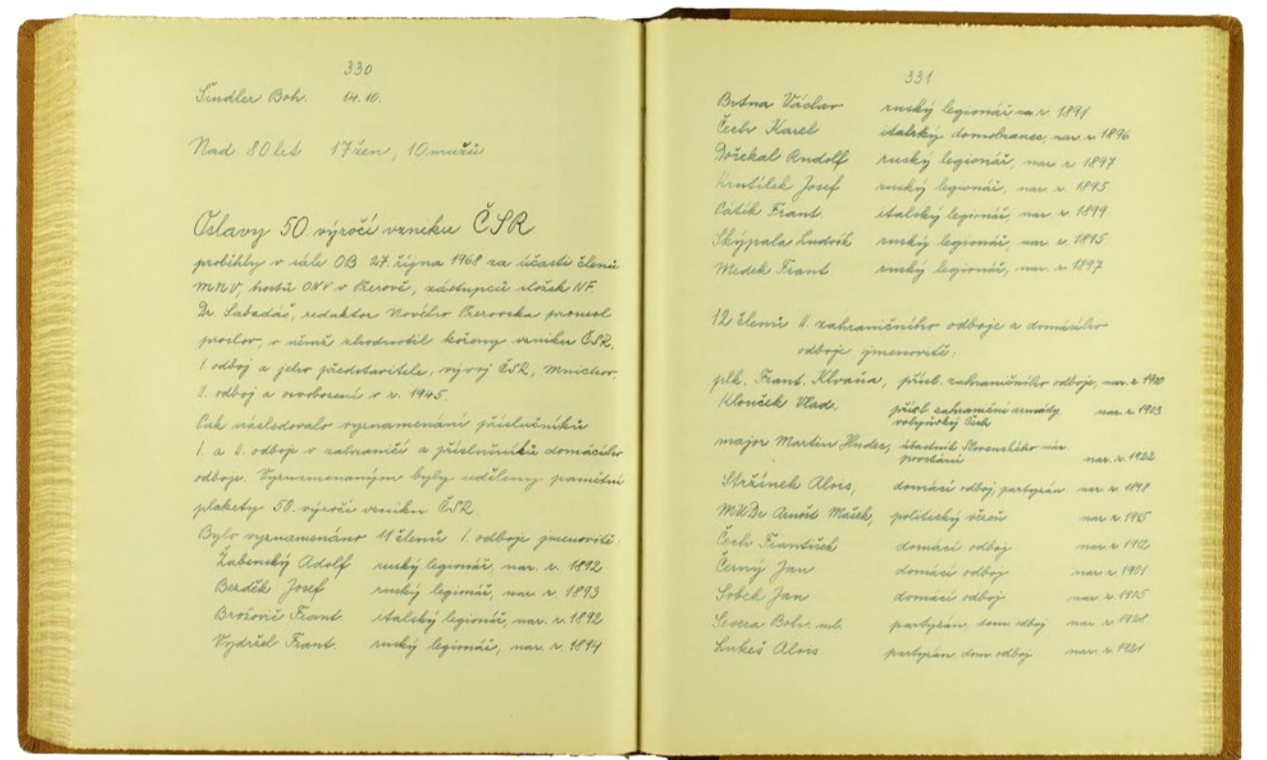 330
Šindler Boh. 14.10.
Nad 80 let 17 žen, 10 mužů
Oslavy 50 výročí vzniku ČSR
proběhly v sále OB 27. října 1968 za účasti členů
MNV, hostů ONV v Přerově, zástupců složek NF.
Dr. Sabadáš, redaktor Nového Přerovska pronesl
proslov, v němž zhodnotil kořeny vzniku ČSR,
I odboj a jeho představitele, vývoj ČSR, Mnichov,
II. odboj a osvobození v r. 1945.
Pak následovalo vyznamenání příslušníků
I. a II. odboje v zahraničí a příslušníků domácího
odboje. Vyznamenaným byly uděleny pamětní
plakety 50. výročí vzniku ČSR.
Bylo vyznamenáno 11 členů I. odboje jmenovitě:
Žabenský Adolf ruský legionář, nar. r. 1892
Berděk Josef ruský legionář, nar. r. 1893
Brožovič Frant. italský legionář, nar. r. 1892
Vydržel Frant. ruský legionář, nar. r. 1894
331
Brtna Václav ruský legionář nar r. 1891
Čech Karel italský domobranec, nar. r. 1896
Dořekal Rudolf ruský legionář, nar. r 1897
Krutílek Josef ruský legionář, nar. r. 1895
Pátík Frant. italský legionář, nar. r. 1899
Skýpala Ludvík ruský legionář, nar. r. 1895
Medek Frant ruský legionář, nar. r. 1897
12 členů II. zahraničního odboje a domácího
odboje jmenovitě:
plk. Frant. Klvaňa, přísl. zahraničního odboje, nar. r. 1910
Klouček Vlad. přísl zahraniční armády nar. r. 1903
volyňský Čech
major Martin Huder, účastník Slovenského nár
povstání nar. r. 1922
Stržínek Alois, domácí odboj, partyzán nar. r. 1898
MUDr Arnošt Mášek, politický vězeň nar r. 1915
Čech František domácí odboj nar r. 1912
Černý Jan domácí odboj nar r. 1901
Sobek Jan domácí odboj nar. r. 1905
Severa Boh. ml. partyzán, dom. odboj nar r. 1928
Lukeš Alois partyzán, dom. odboj nar. r. 1921